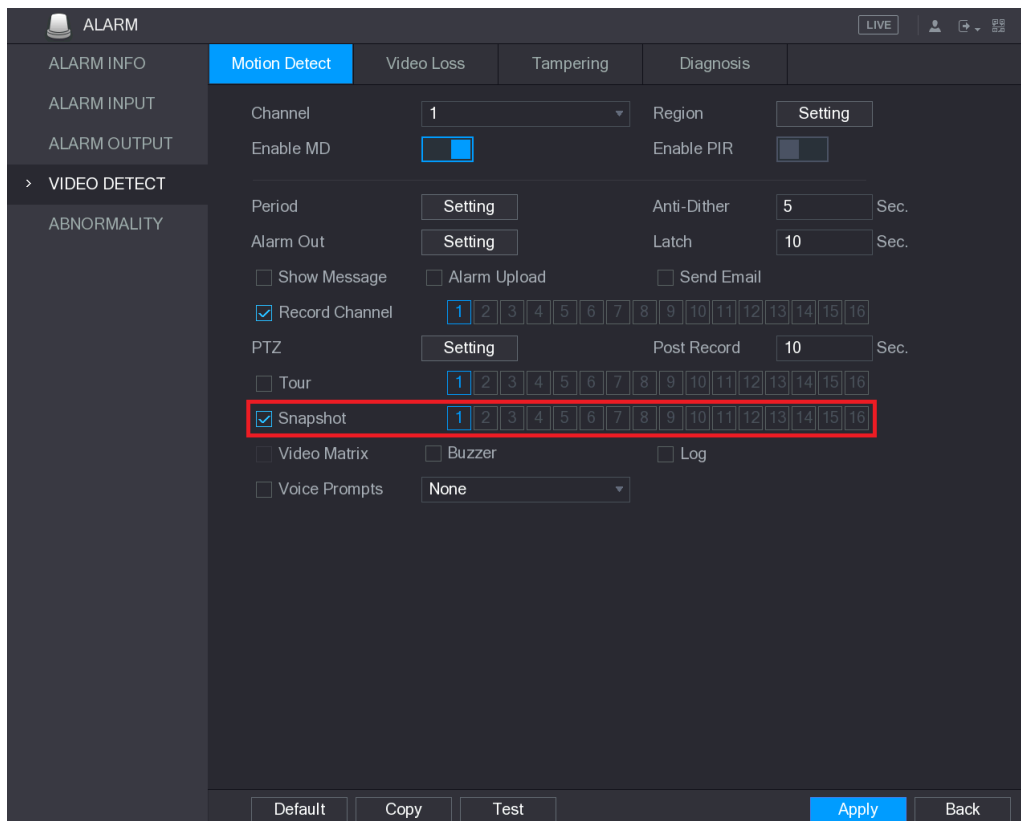 ALARM LIVE
ALARM INFO
ALARM INPUT
ALARM OUTPUT
> VIDEO DETECT
ABNORMALITY
Motion Detect Video Loss Tampering Diagnosis
Channel 1 Region Setting
Enable MD Enable PIR
Period Setting Anti-Dither 5 Sec.
Alarm Out Setting Latch 10 Sec.
Show Message Alarm Upload Send Email
Record Channel 1 2 3 4 5 6 7 8 9 10 11 12 13 14 15 16
PTZ Setting Post Record 10 Sec.
Tour 1 2 3 4 5 6 7 8 9 10 11 12 13 14 15 16
Snapshot 1 2 3 4 5 6 7 8 9 10 11 12 13 14 15 16
Video Matrix Buzzer Log
Voice Prompts None
Default Copy Test Apply Back